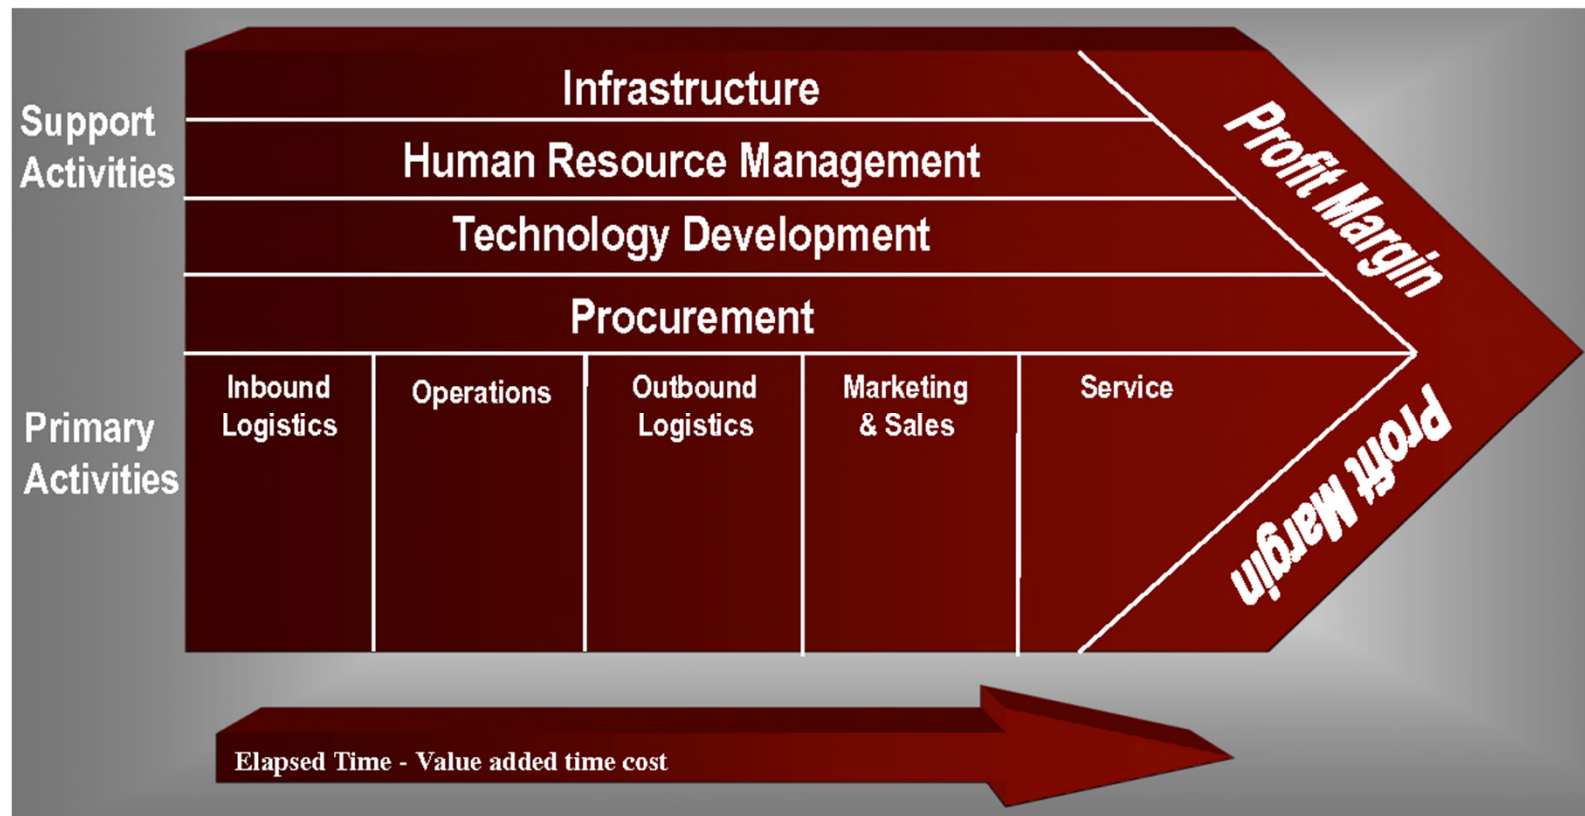 Support
Activities
Infrastructure
Human Resource Management
Technology Development
Procurement
Profit Margin
Primary
Activities
Inbound
Logistics
Operations
Outbound
Logistics
Marketing
& Sales
Service
Profit Margin
Elapsed Time - Value added time cost